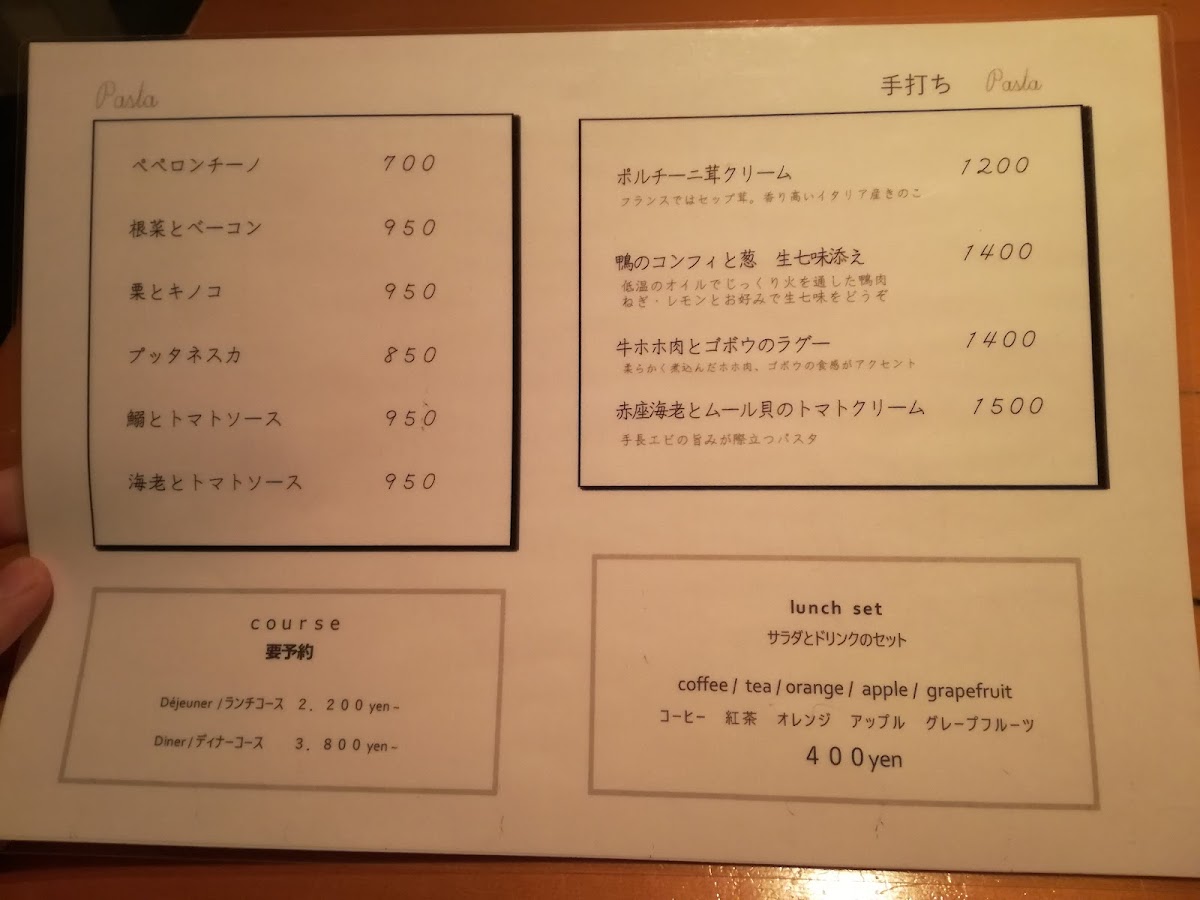 Pasta
ペペロンチーノ 700
根菜とベーコン 950
栗とキノコ 950
プッタネスカ 850
鰯とトマトソース 950
海老とトマトソース 950
手打ち Pasta
ポルチーニ茸クリーム 1200
フランスではセップ茸。香り高いイタリア産きのこ
鴨のコンフィと葱 生七味添え 1400
低温のオイルでじっくり火を通した鴨肉
ねぎ・レモンとお好みで生七味をどうぞ
牛ホホ肉とゴボウのラグー 1400
柔らかく煮込んだホホ肉、ゴボウの食感がアクセント
赤座海老とムール貝のトマトクリーム 1500
手長エビの旨みが際立つパスタ
course
要予約
Déjeuner /ランチコース 2.200yen~
Diner/ディナーコース 3.800yen~
lunch set
サラダとドリンクのセット
coffee/ tea/orange/ apple/ grapefruit
コーヒー 紅茶 オレンジ アップル グレープフルーツ
400yen